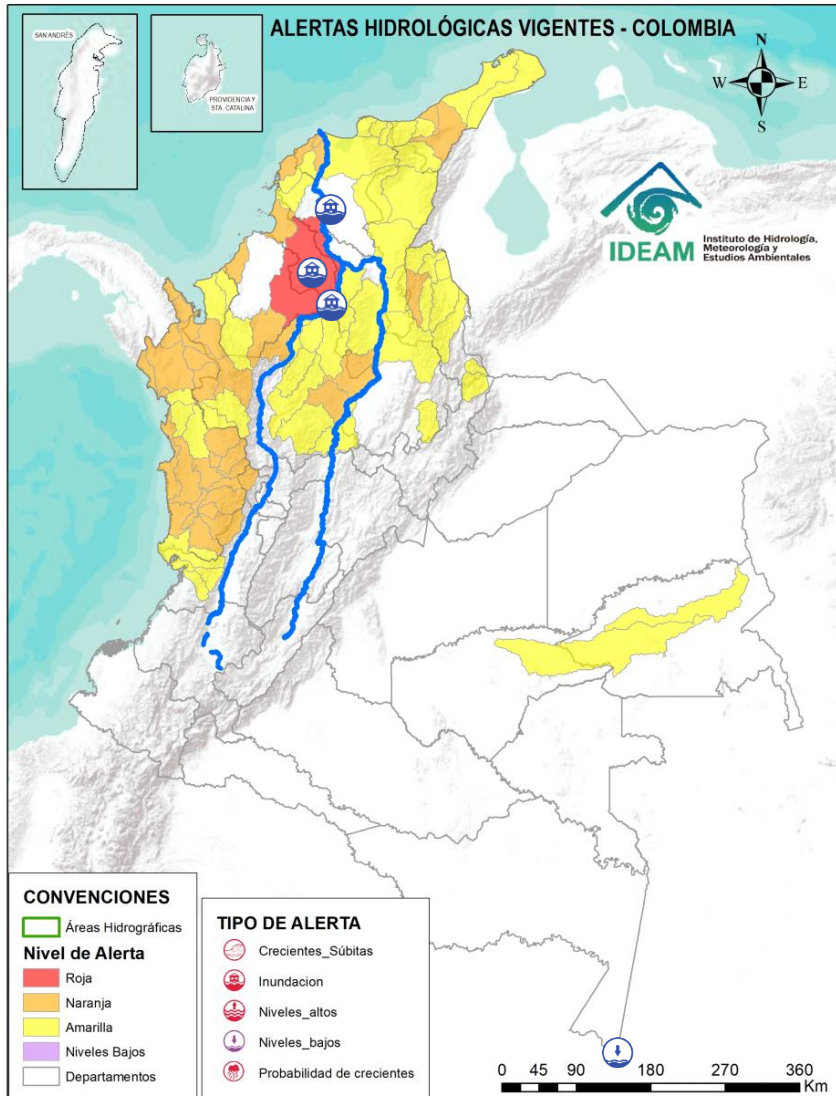 ALERTAS HIDROLÓGICAS VIGENTES - COLOMBIA
SAN ANDRÉS
PROVIDENCIA Y
STA. CATALINA
N
W
E
S
IDEAM
Instituto de Hidrología,
Meteorología y
Estudios Ambientales
CONVENCIONES
Áreas Hidrográficas
Nivel de Alerta
Roja
Naranja
Amarilla
Niveles Bajos
Departamentos
TIPO DE ALERTA
Crecientes_Súbitas
Inundacion
Niveles_altos
Niveles_bajos
Probabilidad de crecientes
0 45 90 180 270 360
Km